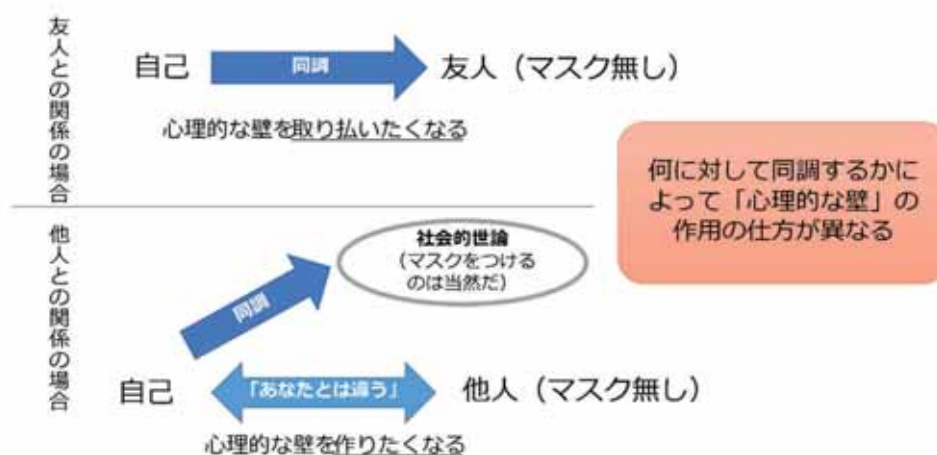 友人との関係の場合
自己
同調
友人（マスク無し）
心理的な壁を取り払いたくなる
何に対して同調するかに
よって「心理的な壁」の
作用の仕方が異なる
他人との関係の場合
社会的世論
（マスクをつける
のは当然だ）
同調
自己
「あなたとは違う」
他人（マスク無し）
心理的な壁を作りたくなる